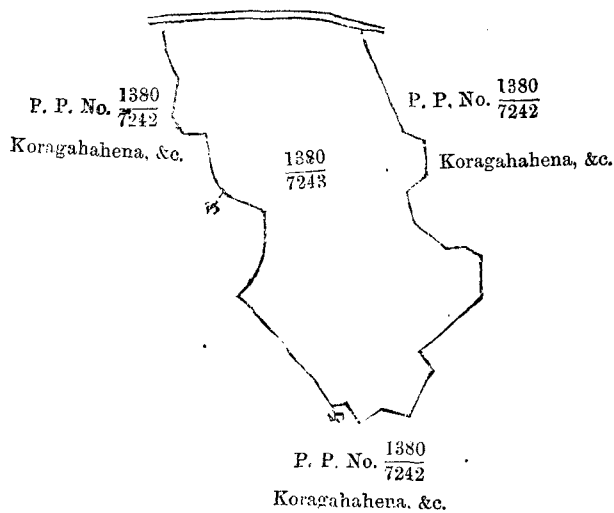 P. P. No. 1380/7242
Koragahahena, &c.
P. P. No. 1380/7242
Koragahahena, &c.
1380/7243
P. P. No. 1380/7242
Koragahahena, &c.